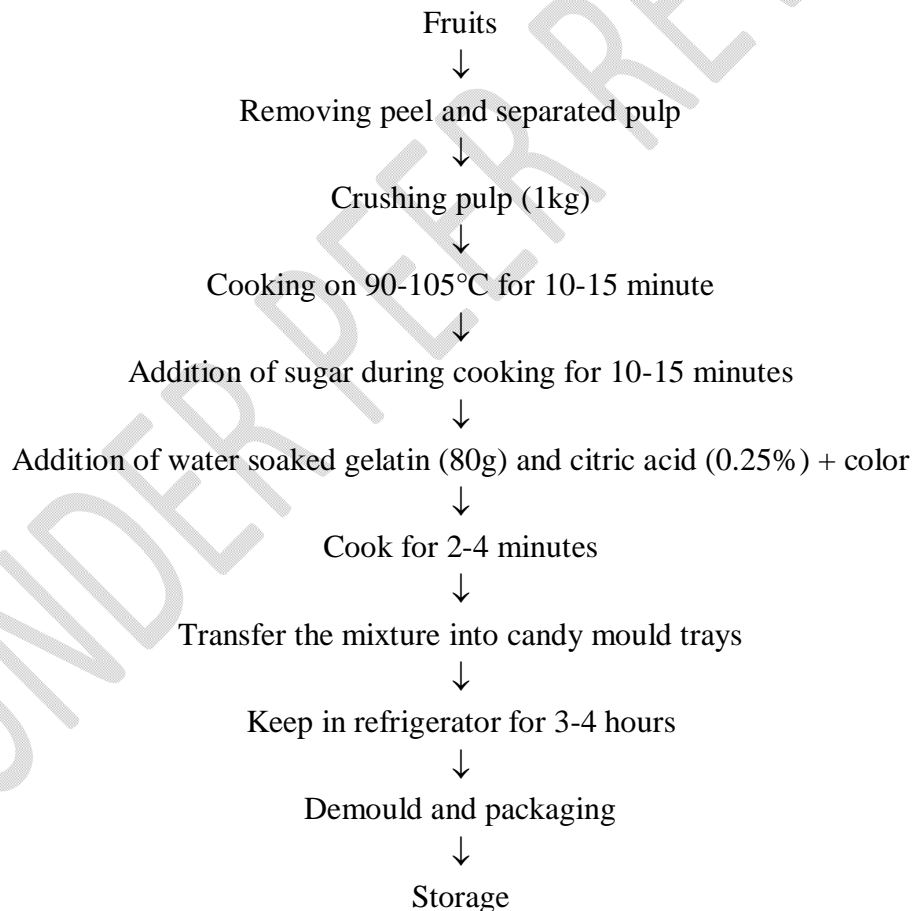 Fruits
↓
Removing peel and separated pulp
↓
Crushing pulp (1kg)
↓
Cooking on 90-105°C for 10-15 minute
↓
Addition of sugar during cooking for 10-15 minutes
↓
Addition of water soaked gelatin (80g) and citric acid (0.25%) + color
↓
Cook for 2-4 minutes
↓
Transfer the mixture into candy mould trays
↓
Keep in refrigerator for 3-4 hours
↓
Demould and packaging
↓
Storage
UNDER PEER RE